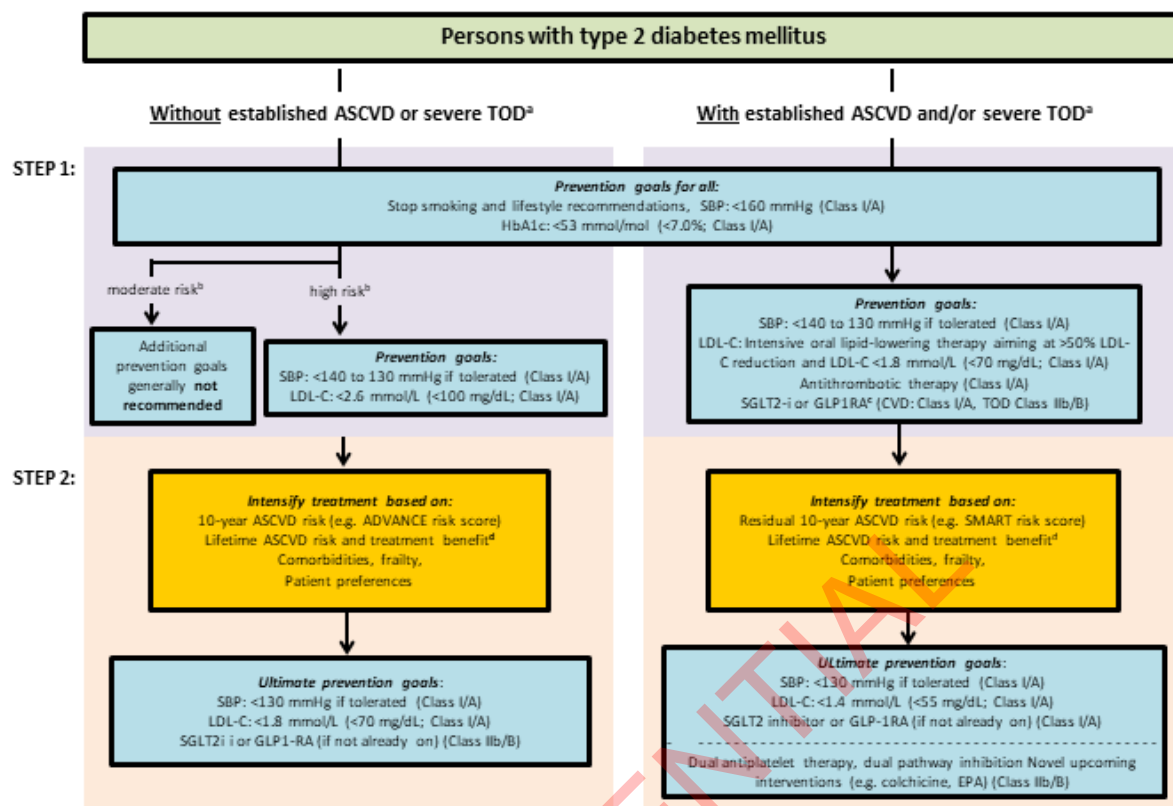 Persons with type 2 diabetes mellitus
Without established ASCVD or severe TODᵃ
With established ASCVD and/or severe TODᵃ
STEP 1:
Prevention goals for all:
Stop smoking and lifestyle recommendations, SBP: <160 mmHg (Class I/A)
HbA1c: <53 mmol/mol (<7.0%; Class I/A)
moderate riskᵇ
high riskᵇ
Additional
prevention goals
generally not
recommended
Prevention goals:
SBP: <140 to 130 mmHg if tolerated (Class I/A)
LDL-C: <2.6 mmol/L (<100 mg/dL; Class I/A)
Prevention goals:
SBP: <140 to 130 mmHg if tolerated (Class I/A)
LDL-C: Intensive oral lipid-lowering therapy aiming at >50% LDL-
C reduction and LDL-C <1.8 mmol/L (<70 mg/dL; Class I/A)
Antithrombotic therapy (Class I/A)
SGLT2-i or GLP1RAᶜ (CVD: Class I/A, TOD Class IIb/B)
STEP 2:
Intensify treatment based on:
10-year ASCVD risk (e.g. ADVANCE risk score)
Lifetime ASCVD risk and treatment benefitᵈ
Comorbidities, frailty,
Patient preferences
Intensify treatment based on:
Residual 10-year ASCVD risk (e.g. SMART risk score)
Lifetime ASCVD risk and treatment benefitᵈ
Comorbidities, frailty,
Patient preferences
Ultimate prevention goals:
SBP: <130 mmHg if tolerated (Class I/A)
LDL-C: <1.8 mmol/L (<70 mg/dL; Class I/A)
SGLT2i i or GLP1-RA (if not already on) (Class IIb/B)
ULtimate prevention goals:
SBP: <130 mmHg if tolerated (Class I/A)
LDL-C: <1.4 mmol/L (<55 mg/dL; Class I/A)
SGLT2 inhibitor or GLP-1RA (if not already on) (Class I/A)
Dual antiplatelet therapy, dual pathway inhibition Novel upcoming
interventions (e.g. colchicine, EPA) (Class IIb/B)
ENTIAL